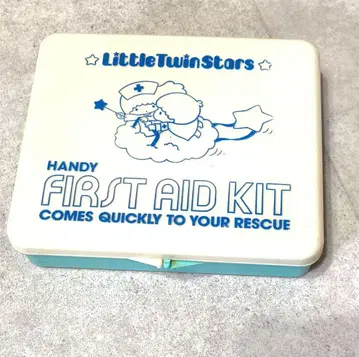 LittleTwinStars
HANDY
FIRST AID KIT
COMES QUICKLY TO YOUR RESCUE